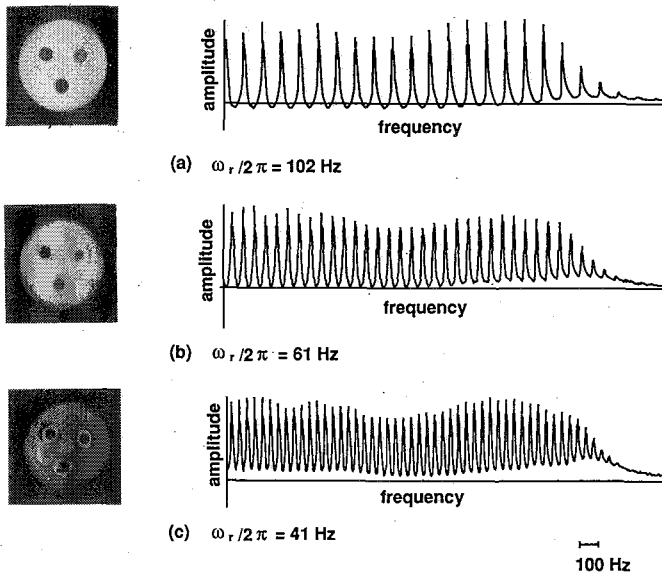 amplitude
frequency
(a) ω r /2 π = 102 Hz
amplitude
frequency
(b) ω r /2 π = 61 Hz
amplitude
frequency
(c) ω r /2 π = 41 Hz
100 Hz